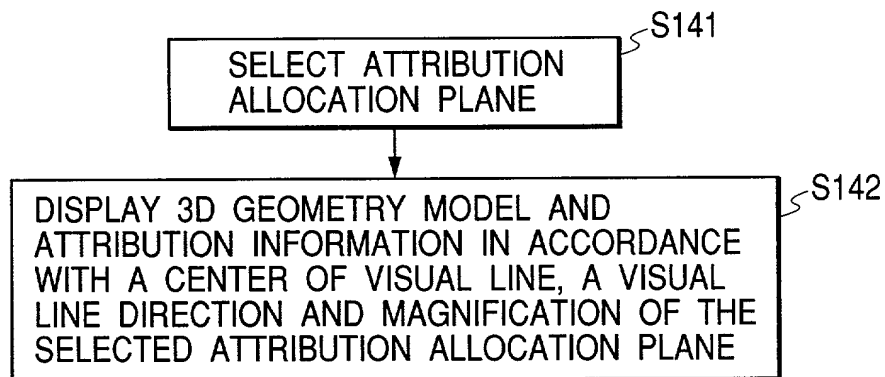 S141
SELECT ATTRIBUTION
ALLOCATION PLANE
S142
DISPLAY 3D GEOMETRY MODEL AND
ATTRIBUTION INFORMATION IN ACCORDANCE
WITH A CENTER OF VISUAL LINE, A VISUAL
LINE DIRECTION AND MAGNIFICATION OF THE
SELECTED ATTRIBUTION ALLOCATION PLANE